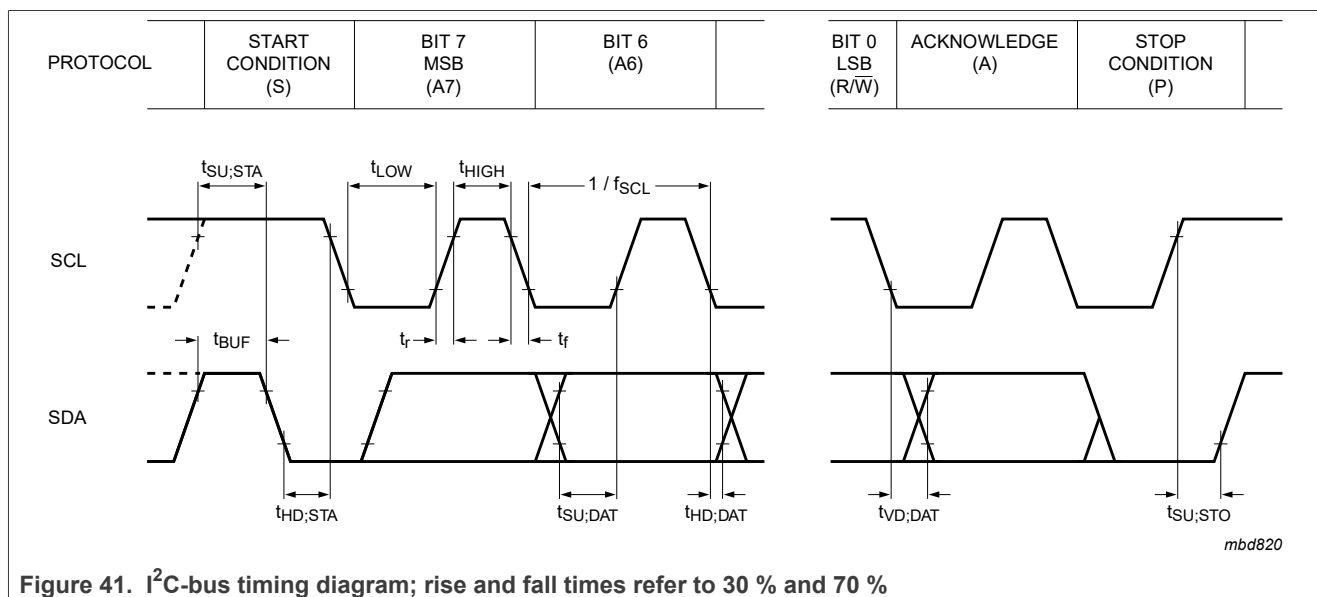 PROTOCOL
START
CONDITION
(S)
BIT 7
MSB
(A7)
BIT 6
(A6)
BIT 0
LSB
(R/W̅)
ACKNOWLEDGE
(A)
STOP
CONDITION
(P)
tSU;STA
tLOW
tHIGH
1 / fSCL
SCL
tBUF
tr
tf
SDA
tHD;STA
tSU;DAT
tHD;DAT
tVD;DAT
tSU;STO
mbd820
Figure 41. I²C-bus timing diagram; rise and fall times refer to 30 % and 70 %